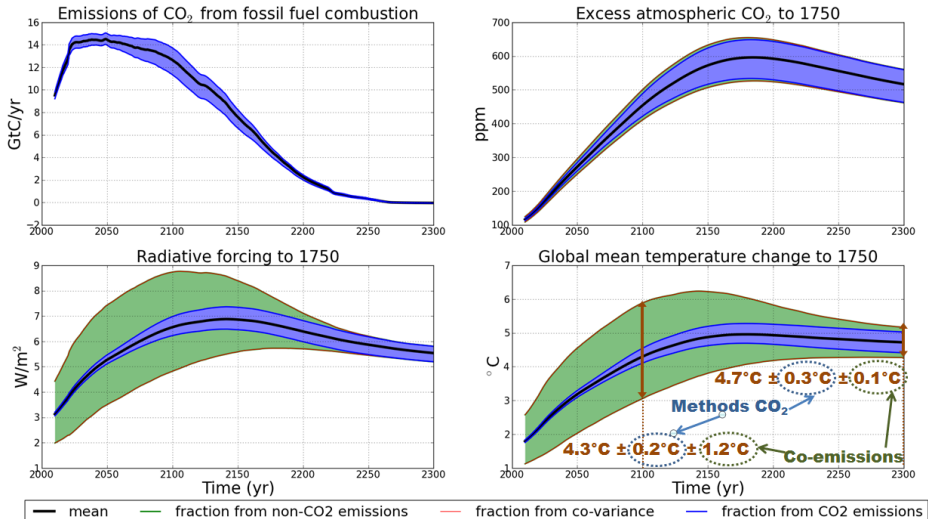 Emissions of CO2 from fossil fuel combustion
GtC/yr
16
14
12
10
8
6
4
2
0
−2
2000 2050 2100 2150 2200 2250 2300
Excess atmospheric CO2 to 1750
ppm
700
600
500
400
300
200
100
2000 2050 2100 2150 2200 2250 2300
Radiative forcing to 1750
W/m²
9
8
7
6
5
4
3
2
1
2000 2050 2100 2150 2200 2250 2300
Time (yr)
Global mean temperature change to 1750
°C
7
6
5
4
3
2
1
4.7°C ± 0.3°C ± 0.1°C
Methods CO2
4.3°C ± 0.2°C ± 1.2°C
Co-emissions
2000 2050 2100 2150 2200 2250 2300
Time (yr)
mean fraction from non-CO2 emissions fraction from co-variance fraction from CO2 emissions